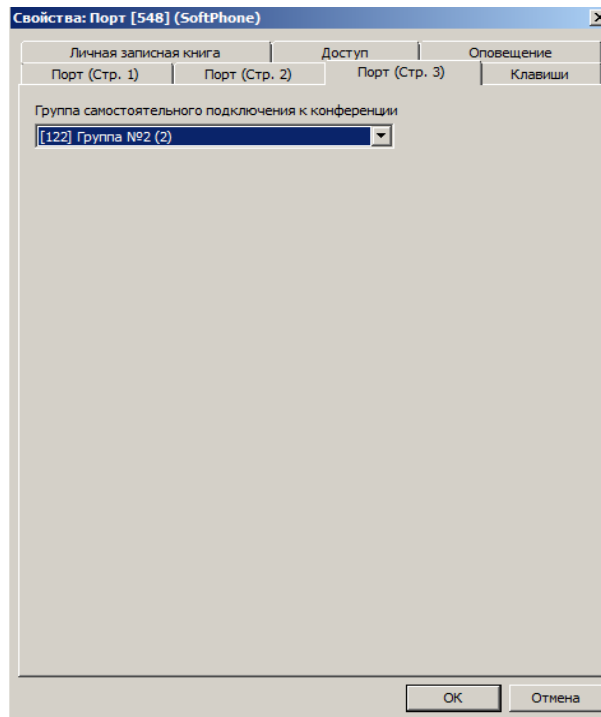 Свойства: Порт [548] (SoftPhone)
Личная записная книга Доступ Оповещение
Порт (Стр. 1) Порт (Стр. 2) Порт (Стр. 3) Клавиши
Группа самостоятельного подключения к конференции
[122] Группа №2 (2)
ОК Отмена